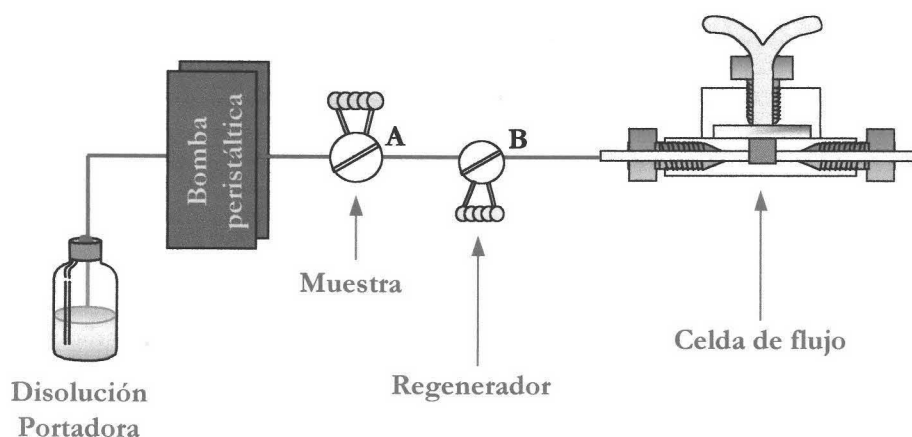 Bomba
peristáltica
A
B
Muestra
Regenerador
Celda de flujo
Disolución
Portadora